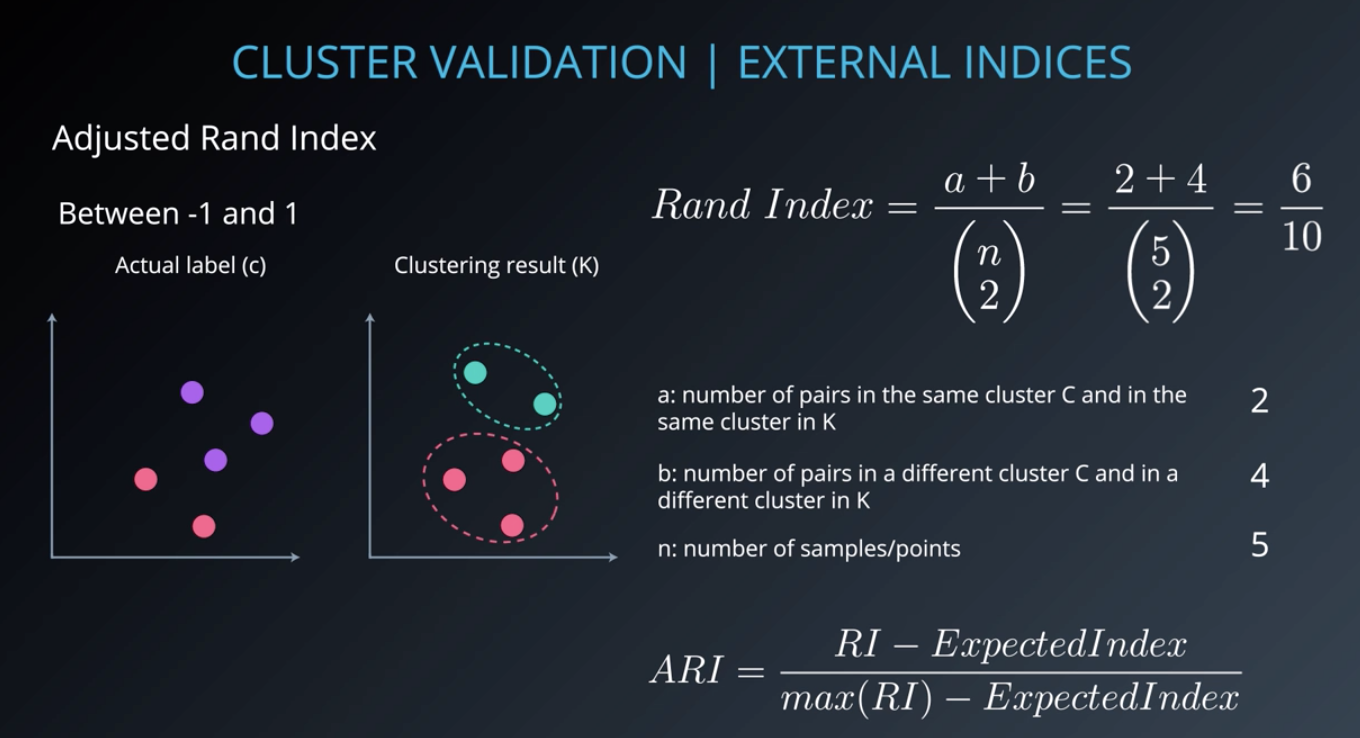 CLUSTER VALIDATION | EXTERNAL INDICES
Adjusted Rand Index
Between -1 and 1
Actual label (c)
Clustering result (K)
Rand Index = \frac{a + b}{\binom{n}{2}} = \frac{2 + 4}{\binom{5}{2}} = \frac{6}{10}
a: number of pairs in the same cluster C and in the
same cluster in K
2
b: number of pairs in a different cluster C and in a
different cluster in K
4
n: number of samples/points
5
ARI = \frac{RI - ExpectedIndex}{max(RI) - ExpectedIndex}